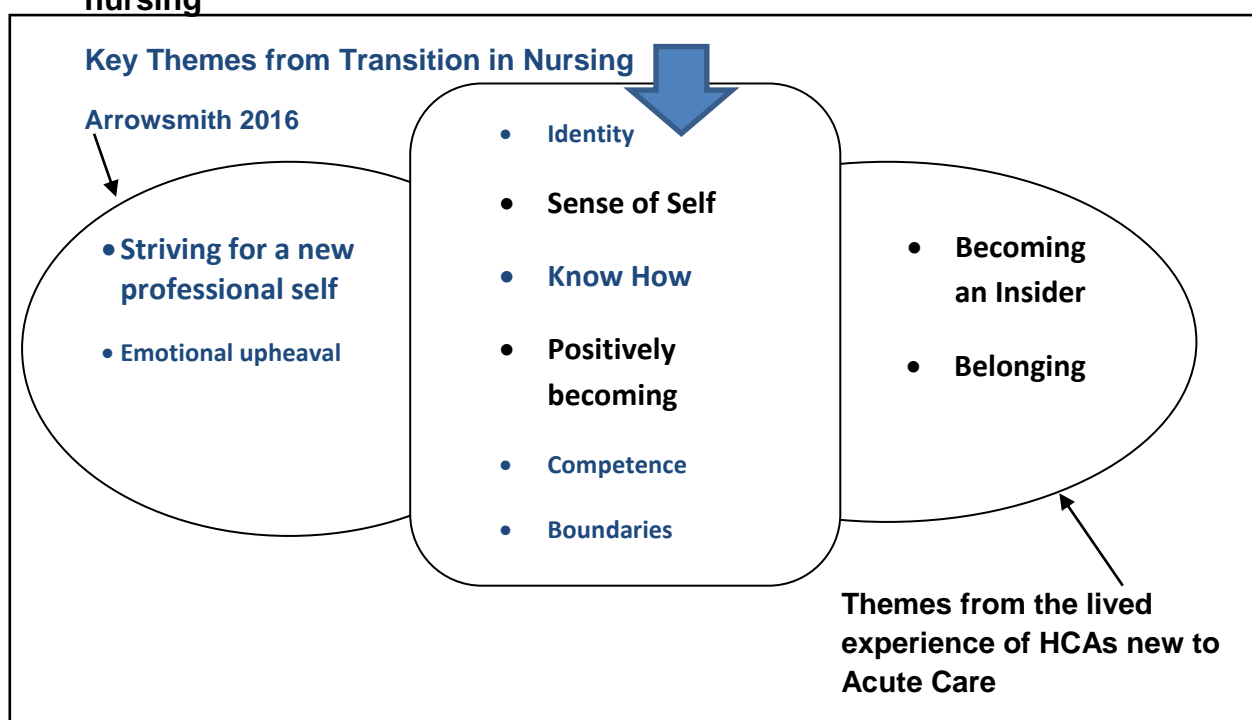 nursing
Key Themes from Transition in Nursing
Arrowsmith 2016
• Striving for a new
professional self
• Emotional upheaval
• Identity
• Sense of Self
• Know How
• Positively
becoming
• Competence
• Boundaries
• Becoming
an Insider
• Belonging
Themes from the lived
experience of HCAs new to
Acute Care